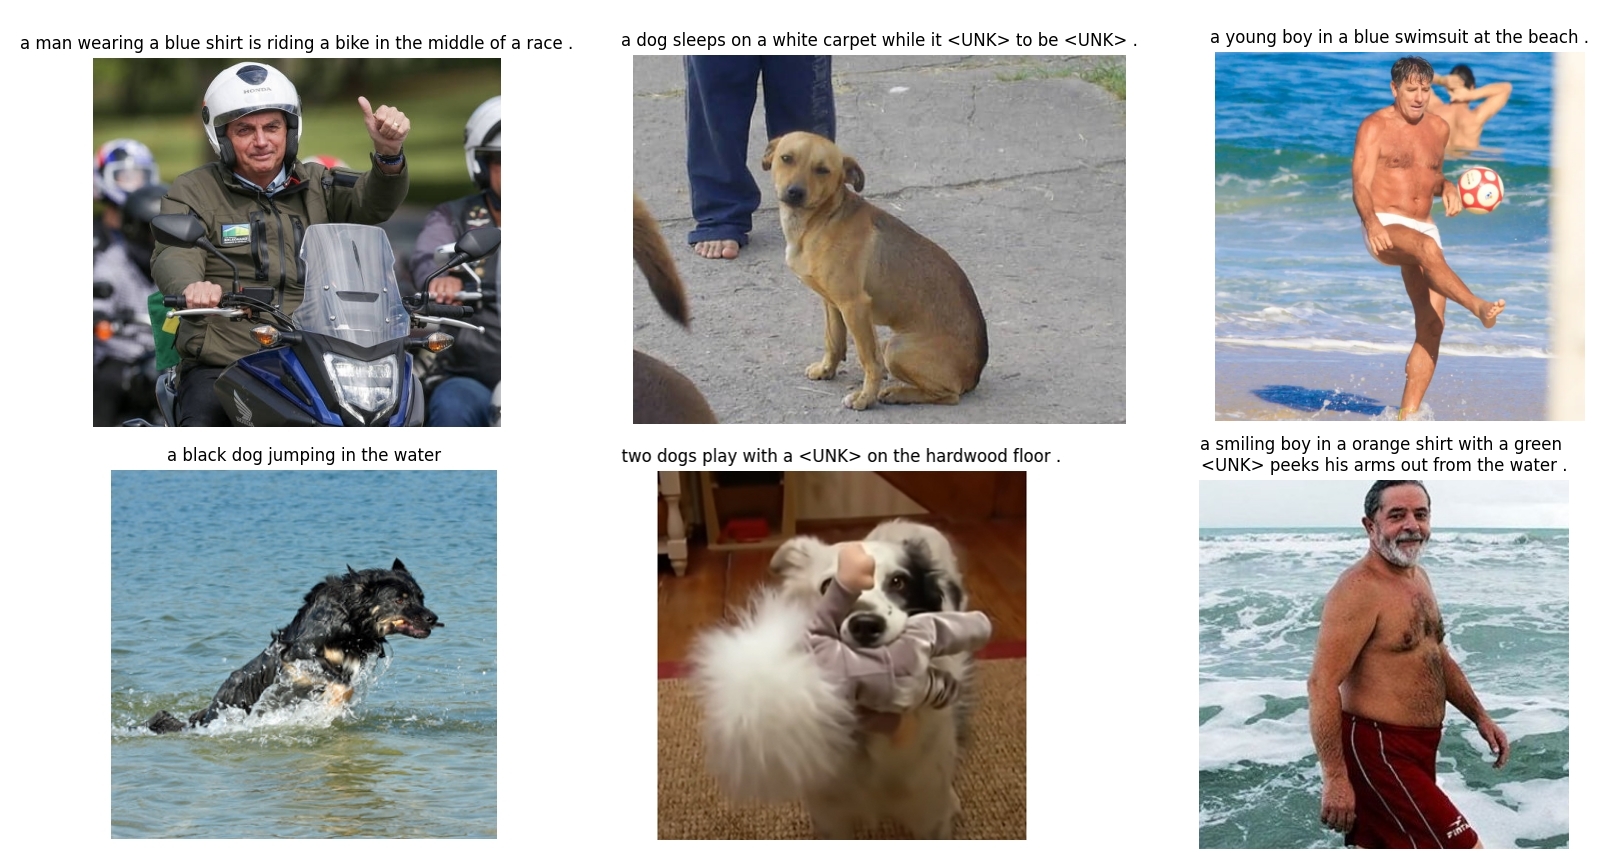 a man wearing a blue shirt is riding a bike in the middle of a race .
a dog sleeps on a white carpet while it <UNK> to be <UNK> .
a young boy in a blue swimsuit at the beach .
HONDA
a black dog jumping in the water
two dogs play with a <UNK> on the hardwood floor .
a smiling boy in a orange shirt with a green
<UNK> peeks his arms out from the water .